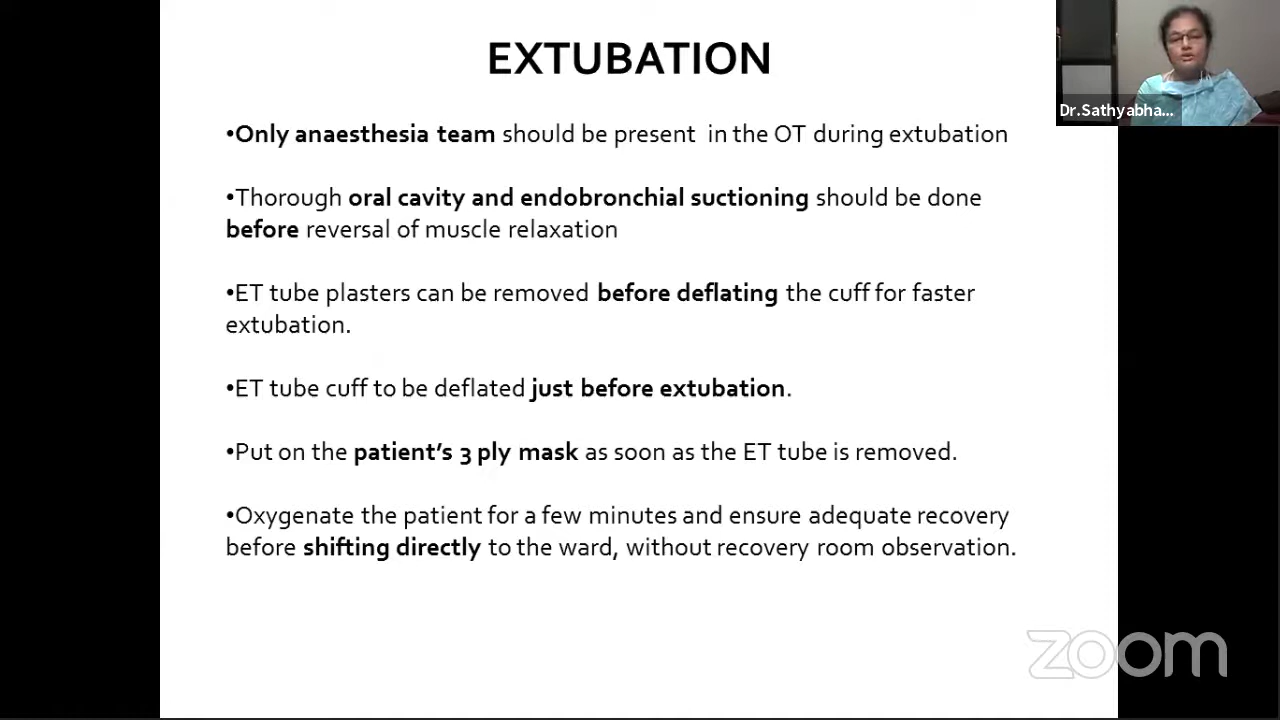 EXTUBATION
Dr.Sathyabha...
•Only anaesthesia team should be present in the OT during extubation
•Thorough oral cavity and endobronchial suctioning should be done
before reversal of muscle relaxation
•ET tube plasters can be removed before deflating the cuff for faster
extubation.
•ET tube cuff to be deflated just before extubation.
•Put on the patient's 3 ply mask as soon as the ET tube is removed.
•Oxygenate the patient for a few minutes and ensure adequate recovery
before shifting directly to the ward, without recovery room observation.
zoom